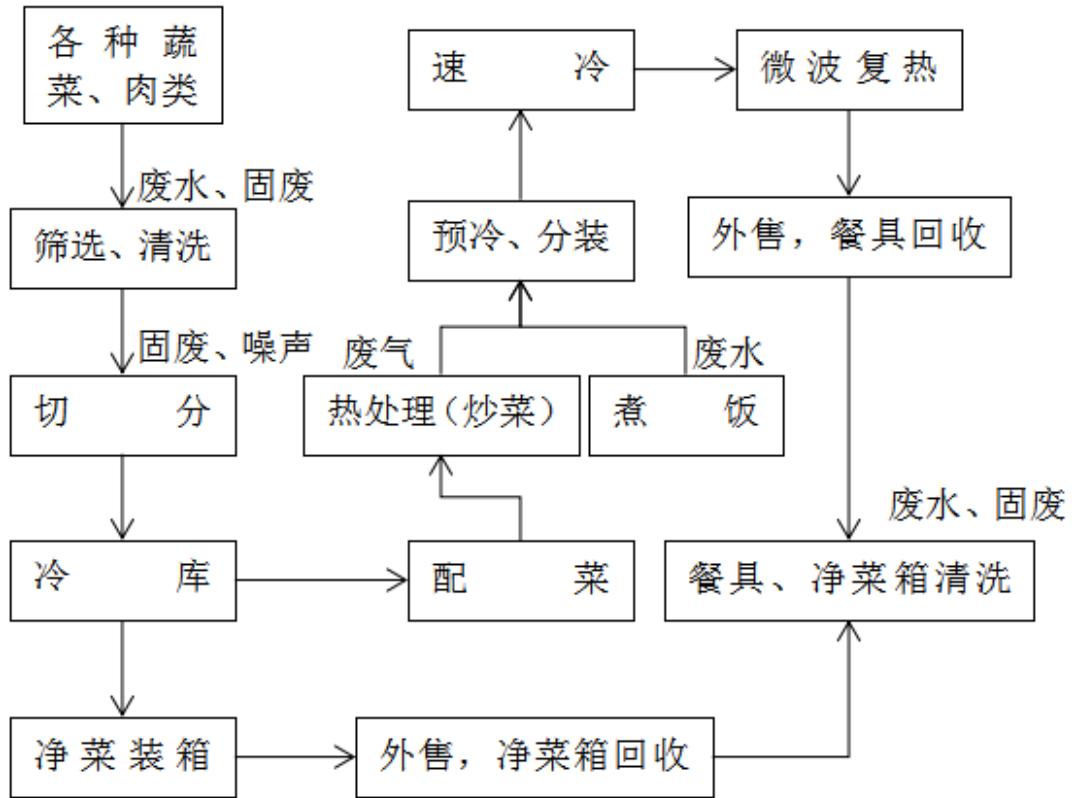 各种蔬
菜、肉类
废水、固废
筛选、清洗
固废、噪声
切分
冷库
净菜装箱
外售，净菜箱回收
配菜
废气
热处理（炒菜）
废水
煮饭
预冷、分装
速冷
微波复热
外售，餐具回收
废水、固废
餐具、净菜箱清洗